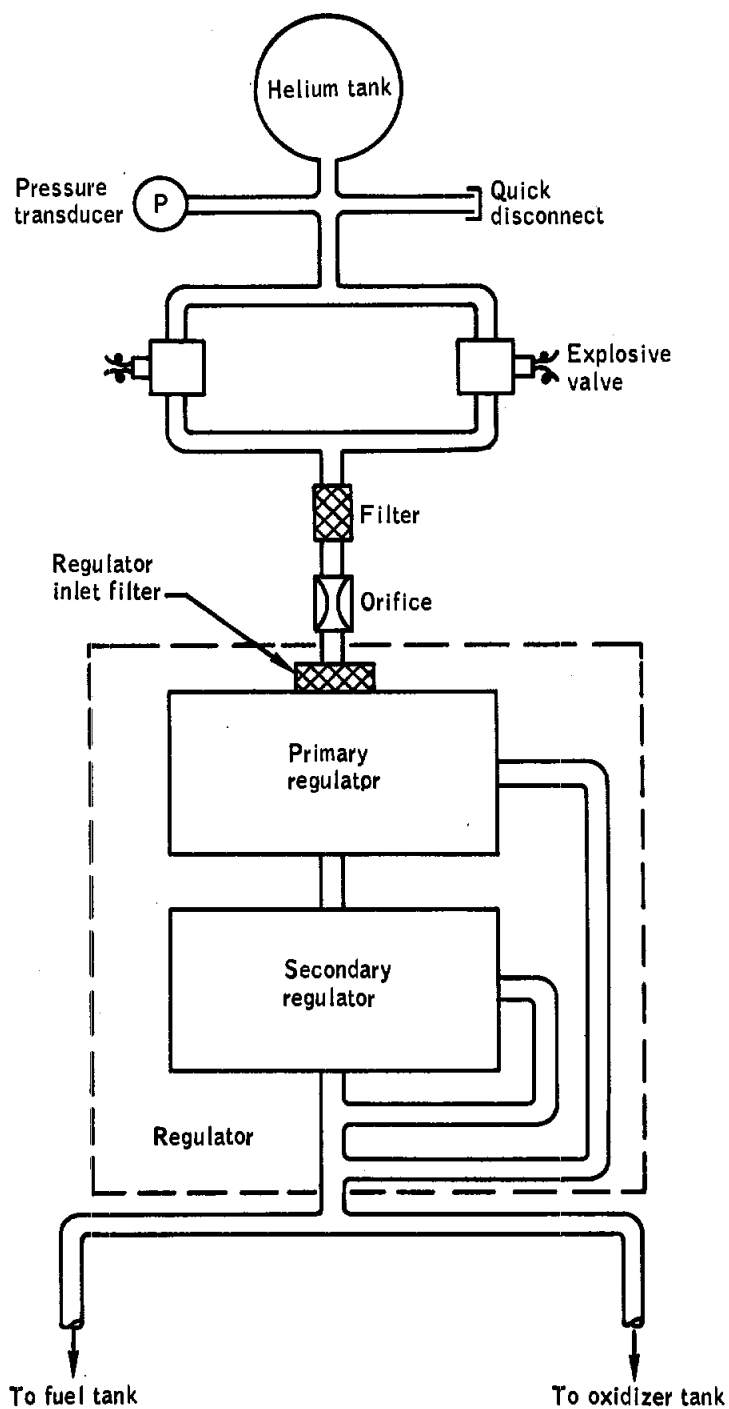 Helium tank
Pressure
transducer
P
Quick
disconnect
Explosive
valve
Filter
Regulator
inlet filter
Orifice
Primary
regulator
Secondary
regulator
Regulator
To fuel tank
To oxidizer tank